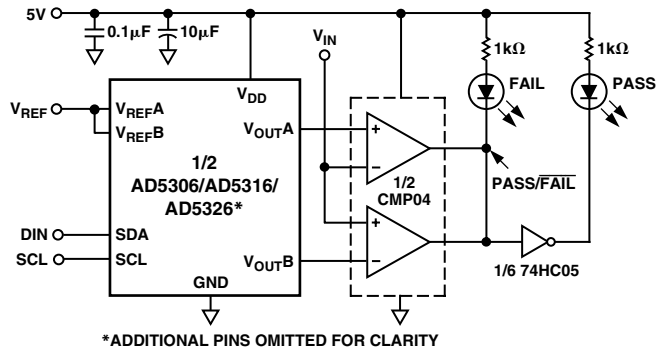 5V
0.1µF
10µF
VIN
1kΩ
1kΩ
FAIL
PASS
VDD
VREF
VREFA
VREFB
VOUTA
1/2
AD5306/AD5316/
AD5326*
1/2
CMP04
PASS/FAIL
DIN
SDA
SCL
SCL
VOUTB
GND
+
−
+
−
1/6 74HC05
*ADDITIONAL PINS OMITTED FOR CLARITY